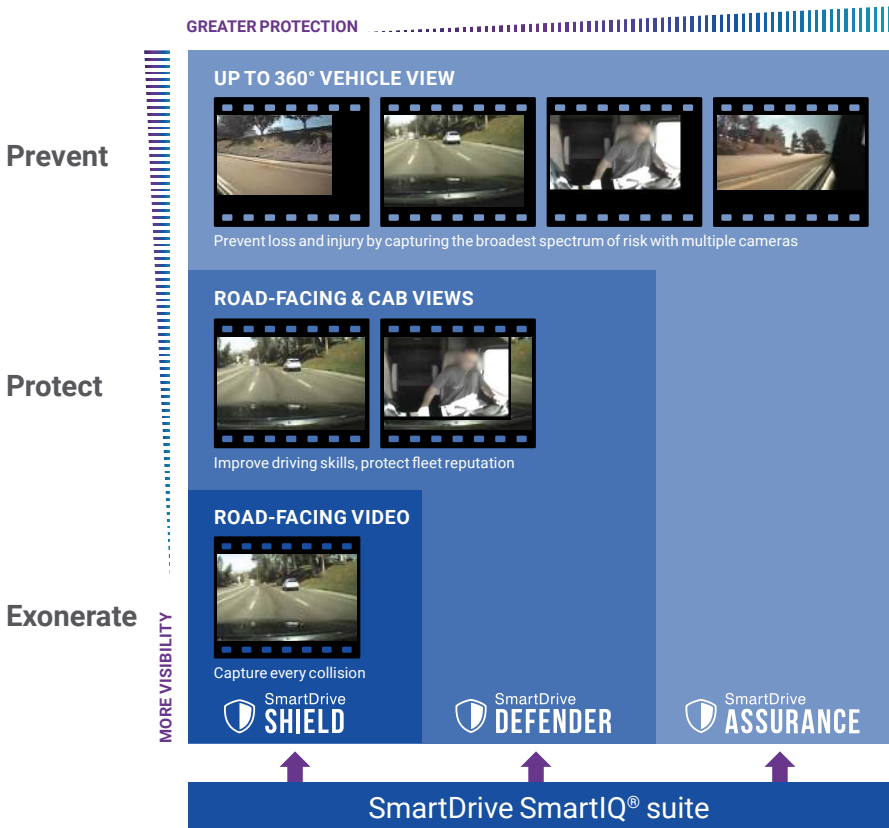 GREATER PROTECTION
UP TO 360° VEHICLE VIEW
Prevent
Prevent loss and injury by capturing the broadest spectrum of risk with multiple cameras
ROAD-FACING & CAB VIEWS
Protect
Improve driving skills, protect fleet reputation
ROAD-FACING VIDEO
Exonerate
MORE VISIBILITY
Capture every collision
SmartDrive
SHIELD
SmartDrive
DEFENDER
SmartDrive
ASSURANCE
SmartDrive SmartIQ® suite